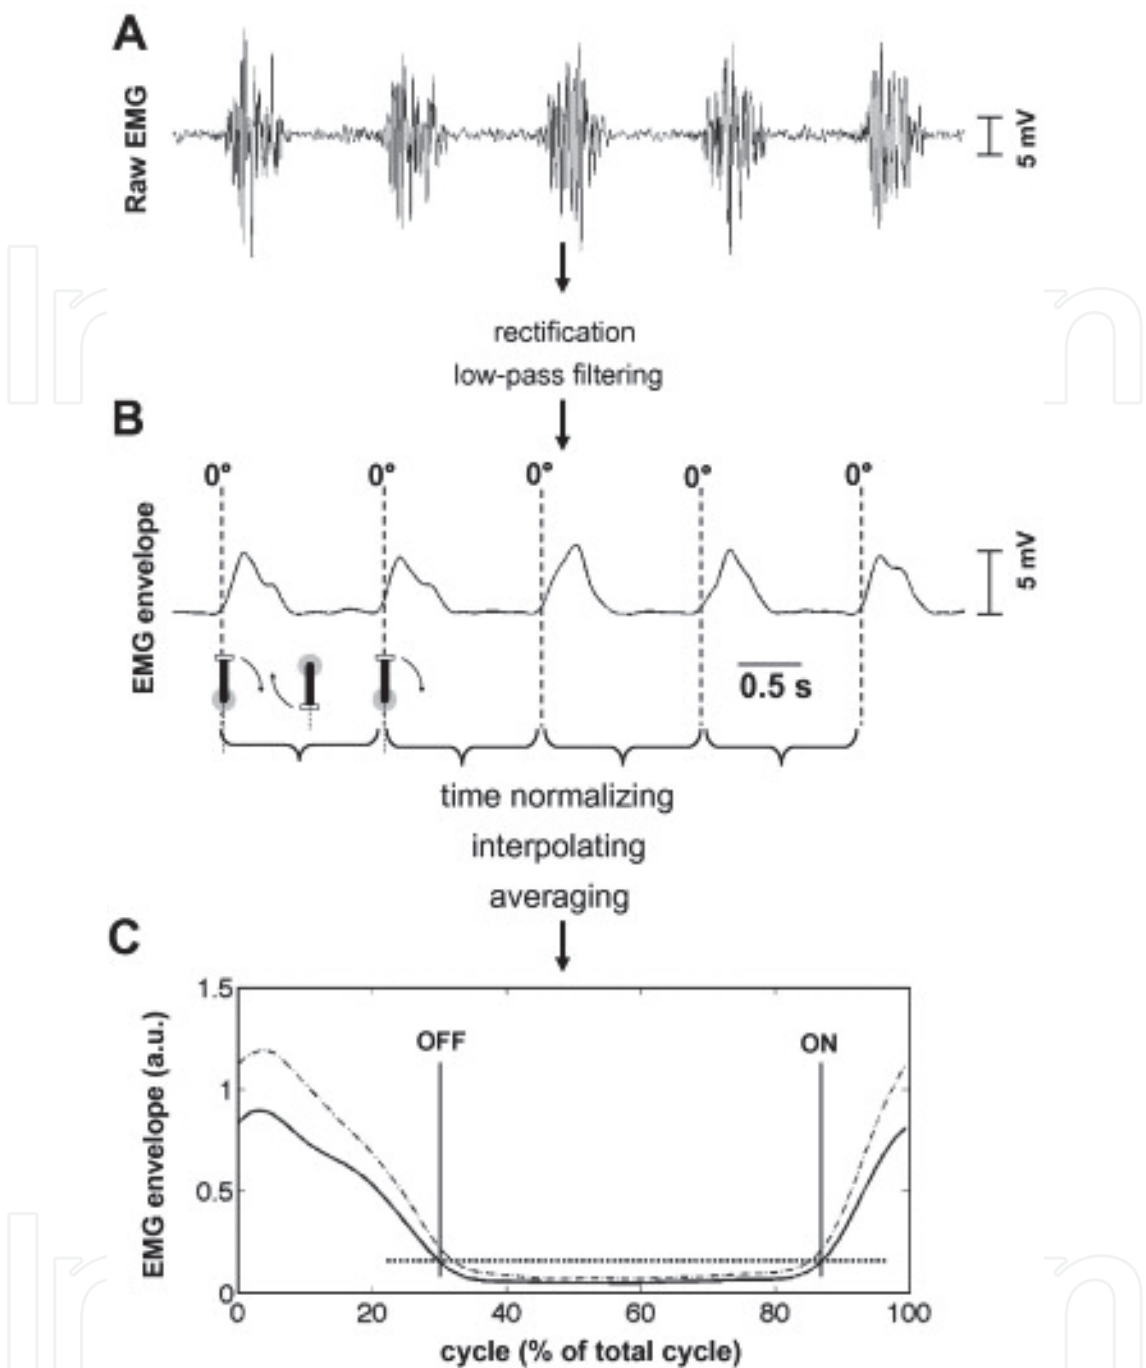 A
Raw EMG
5 mV
rectification
low-pass filtering
B
0° 0° 0° 0° 0°
EMG envelope
5 mV
0.5 s
time normalizing
interpolating
averaging
C
EMG envelope (a.u.)
1.5
1
0.5
0
OFF ON
0 20 40 60 80 100
cycle (% of total cycle)